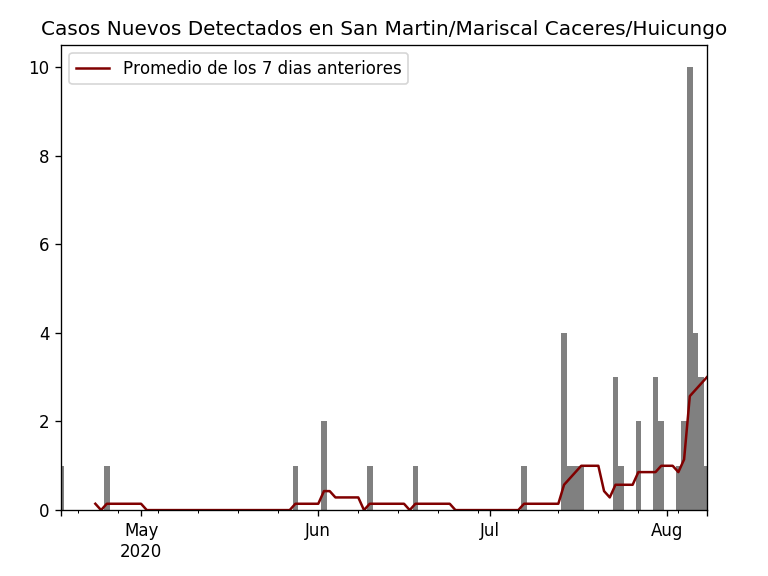 Casos Nuevos Detectados en San Martin/Mariscal Caceres/Huicungo
Promedio de los 7 dias anteriores
10
8
6
4
2
0
May
2020
Jun
Jul
Aug